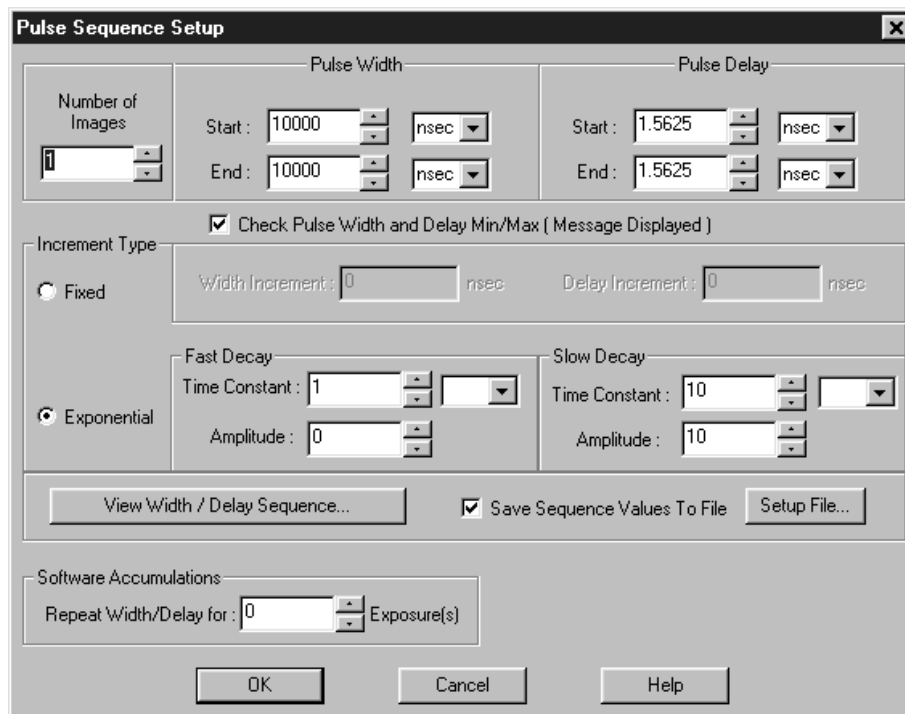 Pulse Sequence Setup
Number of
Images
1
Pulse Width
Start : 10000 nsec
End : 10000 nsec
Pulse Delay
Start : 1.5625 nsec
End : 1.5625 nsec
Check Pulse Width and Delay Min/Max ( Message Displayed )
Increment Type
Fixed
Width Increment : 0 nsec
Delay Increment : 0 nsec
Exponential
Fast Decay
Time Constant : 1
Amplitude : 0
Slow Decay
Time Constant : 10
Amplitude : 10
View Width / Delay Sequence...
Save Sequence Values To File
Setup File...
Software Accumulations
Repeat Width/Delay for : 0 Exposure(s)
OK
Cancel
Help